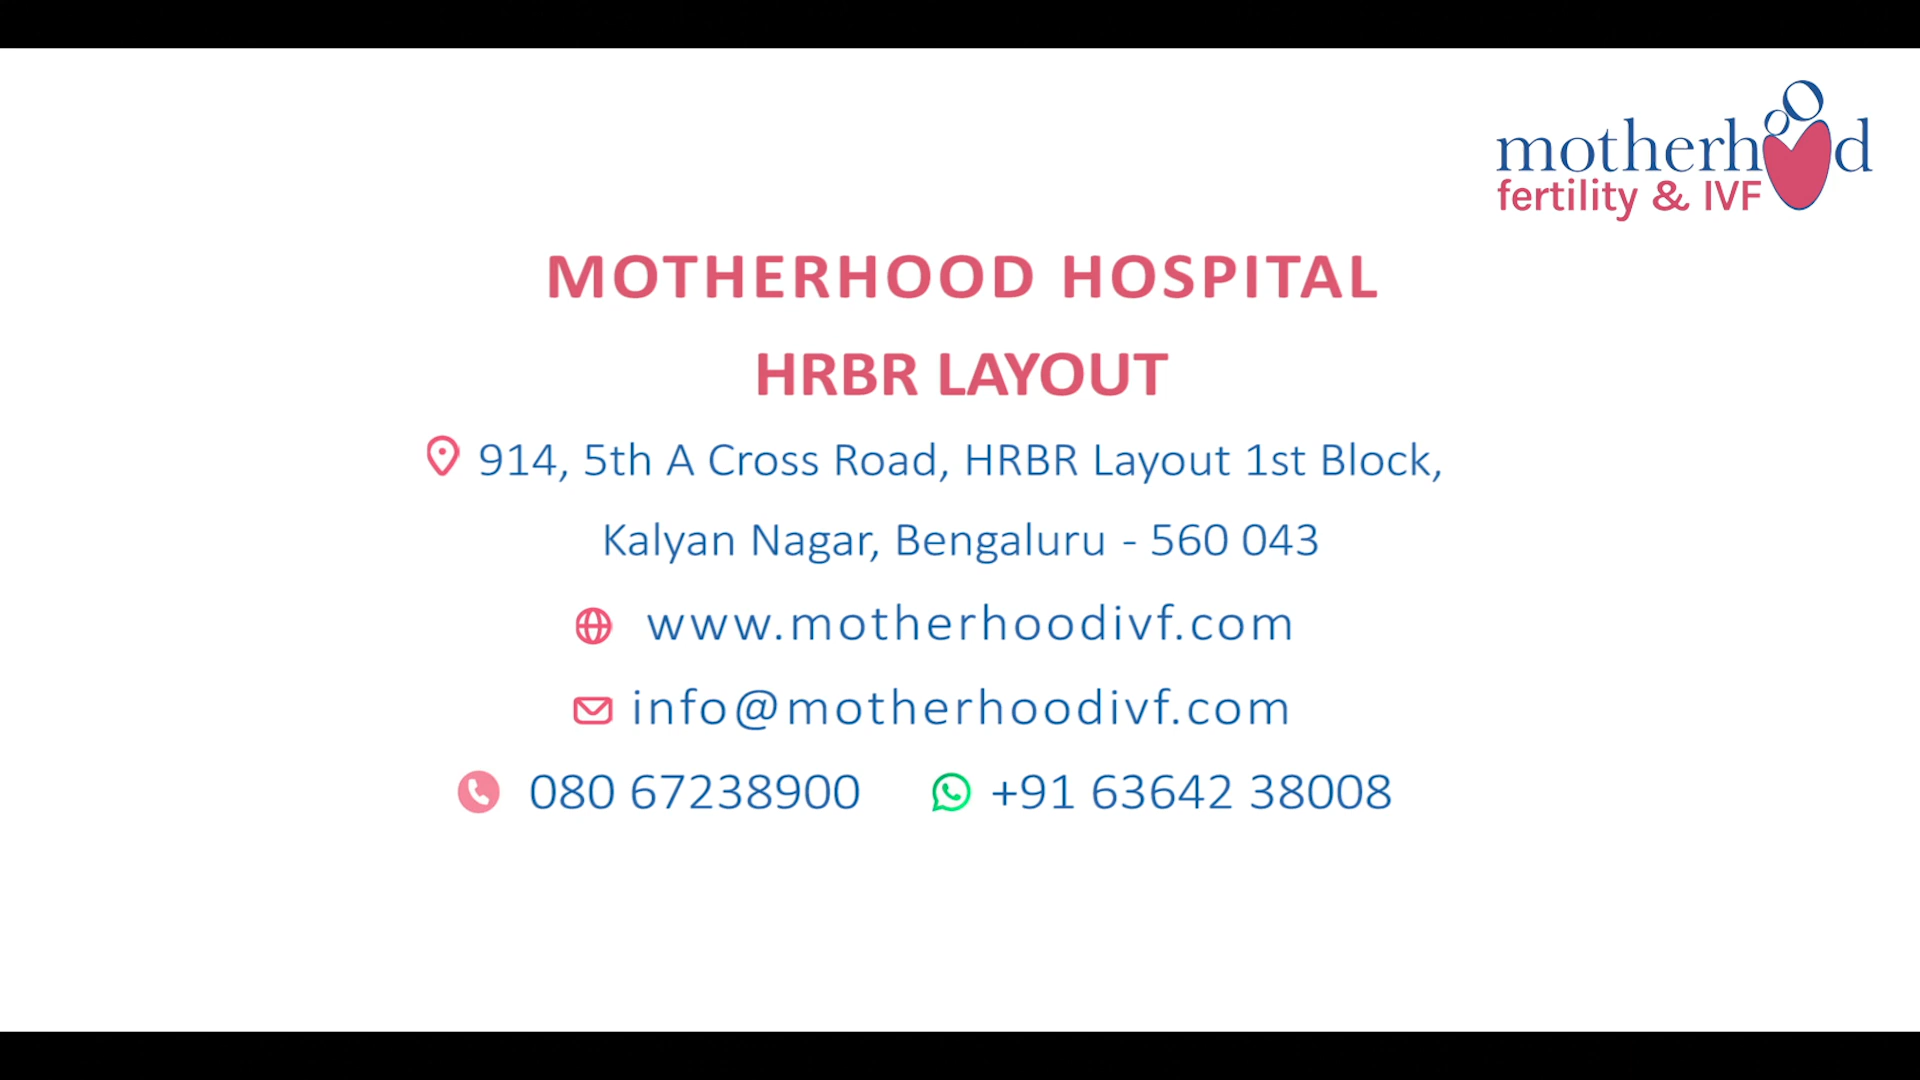 motherhood
fertility & IVF
MOTHERHOOD HOSPITAL
HRBR LAYOUT
914, 5th A Cross Road, HRBR Layout 1st Block,
Kalyan Nagar, Bengaluru - 560 043
www.motherhoodivf.com
info@motherhoodivf.com
080 67238900 +91 63642 38008